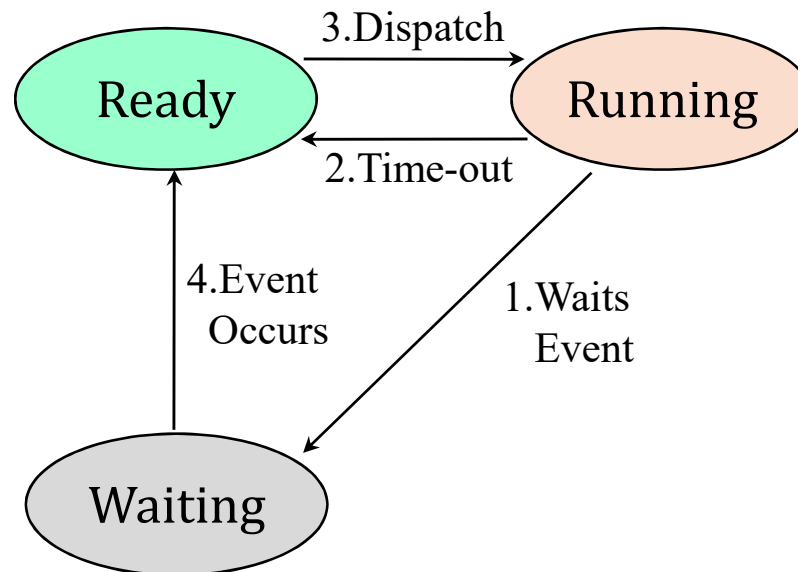 3.Dispatch
Ready
Running
2.Time-out
4.Event
Occurs
1.Waits
Event
Waiting